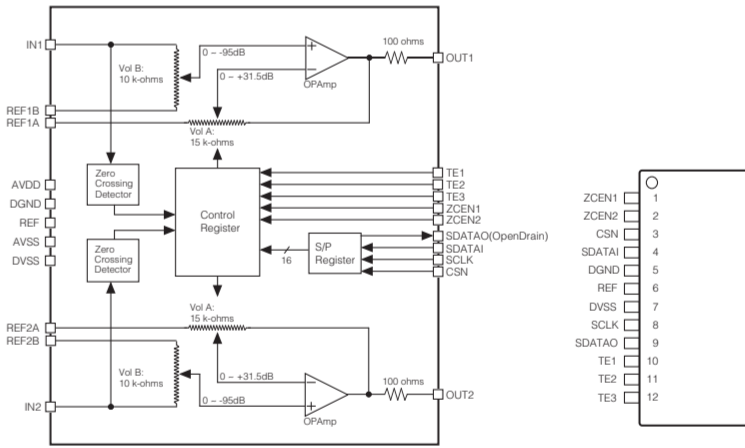 IN1
REF1B
REF1A
AVDD
DGND
REF
AVSS
DVSS
REF2A
REF2B
IN2
Vol B:
10 k-ohms
0 ~ -95dB
0 ~ +31.5dB
OPAmp
100 ohms
OUT1
Vol A:
15 k-ohms
Zero
Crossing
Detector
Zero
Crossing
Detector
Control
Register
16
S/P
Register
TE1
TE2
TE3
ZCEN1
ZCEN2
SDATAO(OpenDrain)
SDATAI
SCLK
CSN
Vol A:
15 k-ohms
Vol B:
10 k-ohms
0 ~ +31.5dB
0 ~ -95dB
OPAmp
100 ohms
OUT2
ZCEN1 1
ZCEN2 2
CSN 3
SDATAI 4
DGND 5
REF 6
DVSS 7
SCLK 8
SDATAO 9
TE1 10
TE2 11
TE3 12